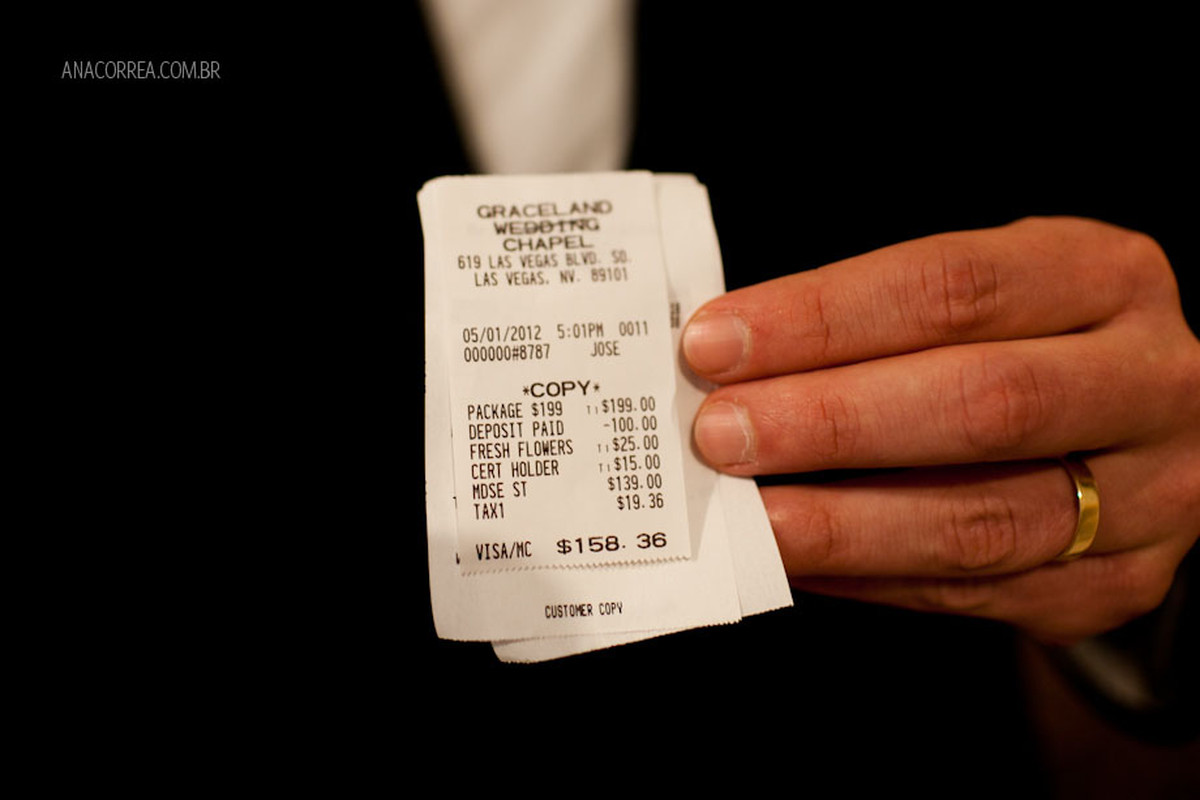 ANACORREA.COM.BR
GRACELAND
WEDDING
CHAPEL
619 LAS VEGAS BLVD. SO.
LAS VEGAS, NV. 89101
05/01/2012 5:01PM 0011
000000#8787 JOSE
*COPY*
PACKAGE $199 T1 $199.00
DEPOSIT PAID -100.00
FRESH FLOWERS T1 $25.00
CERT HOLDER T1 $15.00
MDSE ST $139.00
TAX1 $19.36
VISA/MC $158.36
CUSTOMER COPY